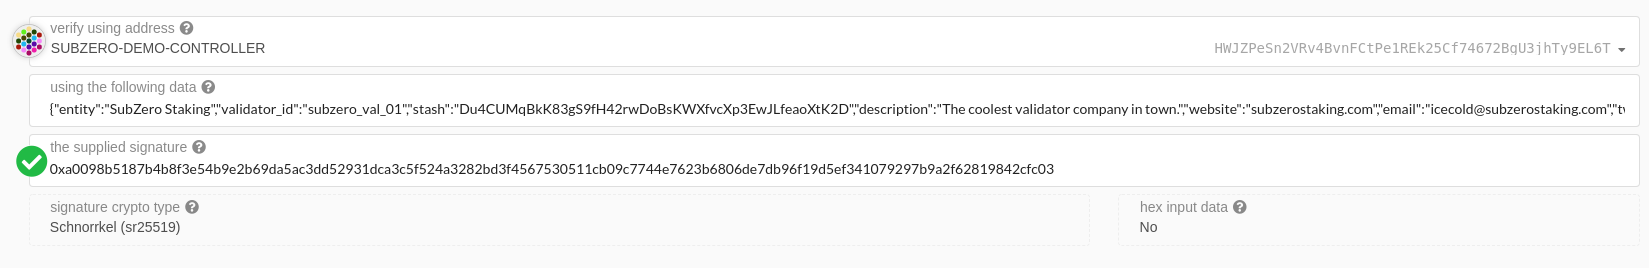 verify using address
SUBZERO-DEMO-CONTROLLER
HWJZPeSn2VRv4BvnFCtPe1REk25Cf74672BgU3jhTy9EL6T
using the following data
{"entity":"SubZero Staking","validator_id":"subzero_val_01","stash":"Du4CUMqBkK83gS9fH42rwDoBsKWXfvcXp3EwJLfeaoXtK2D","description":"The coolest validator company in town.","website":"subzerostaking.com","email":"icecold@subzerostaking.com","tv
the supplied signature
0xa0098b5187b4b8f3e54b9e2b69da5ac3dd52931dca3c5f524a3282bd3f4567530511cb09c7744e7623b6806de7db96f19d5ef341079297b9a2f62819842cfc03
signature crypto type
hex input data
Schnorrkel (sr25519)
No